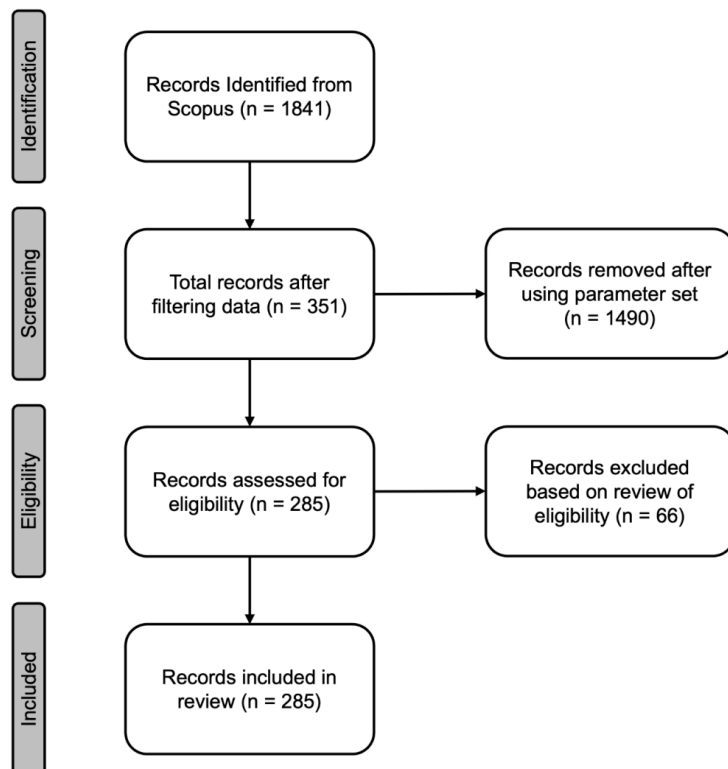 Identification
Records Identified from
Scopus (n = 1841)
Screening
Total records after
filtering data (n = 351)
Records removed after
using parameter set
(n = 1490)
Eligibility
Records assessed for
eligibility (n = 285)
Records excluded
based on review of
eligibility (n = 66)
Included
Records included in
review (n = 285)